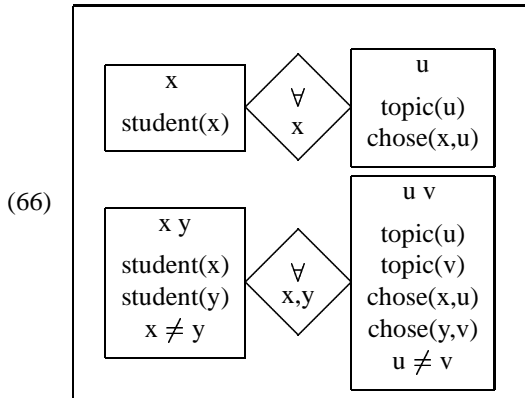 (66)
x
student(x)
∀
x
u
topic(u)
chose(x,u)
x y
student(x)
student(y)
x ≠ y
∀
x,y
u v
topic(u)
topic(v)
chose(x,u)
chose(y,v)
u ≠ v